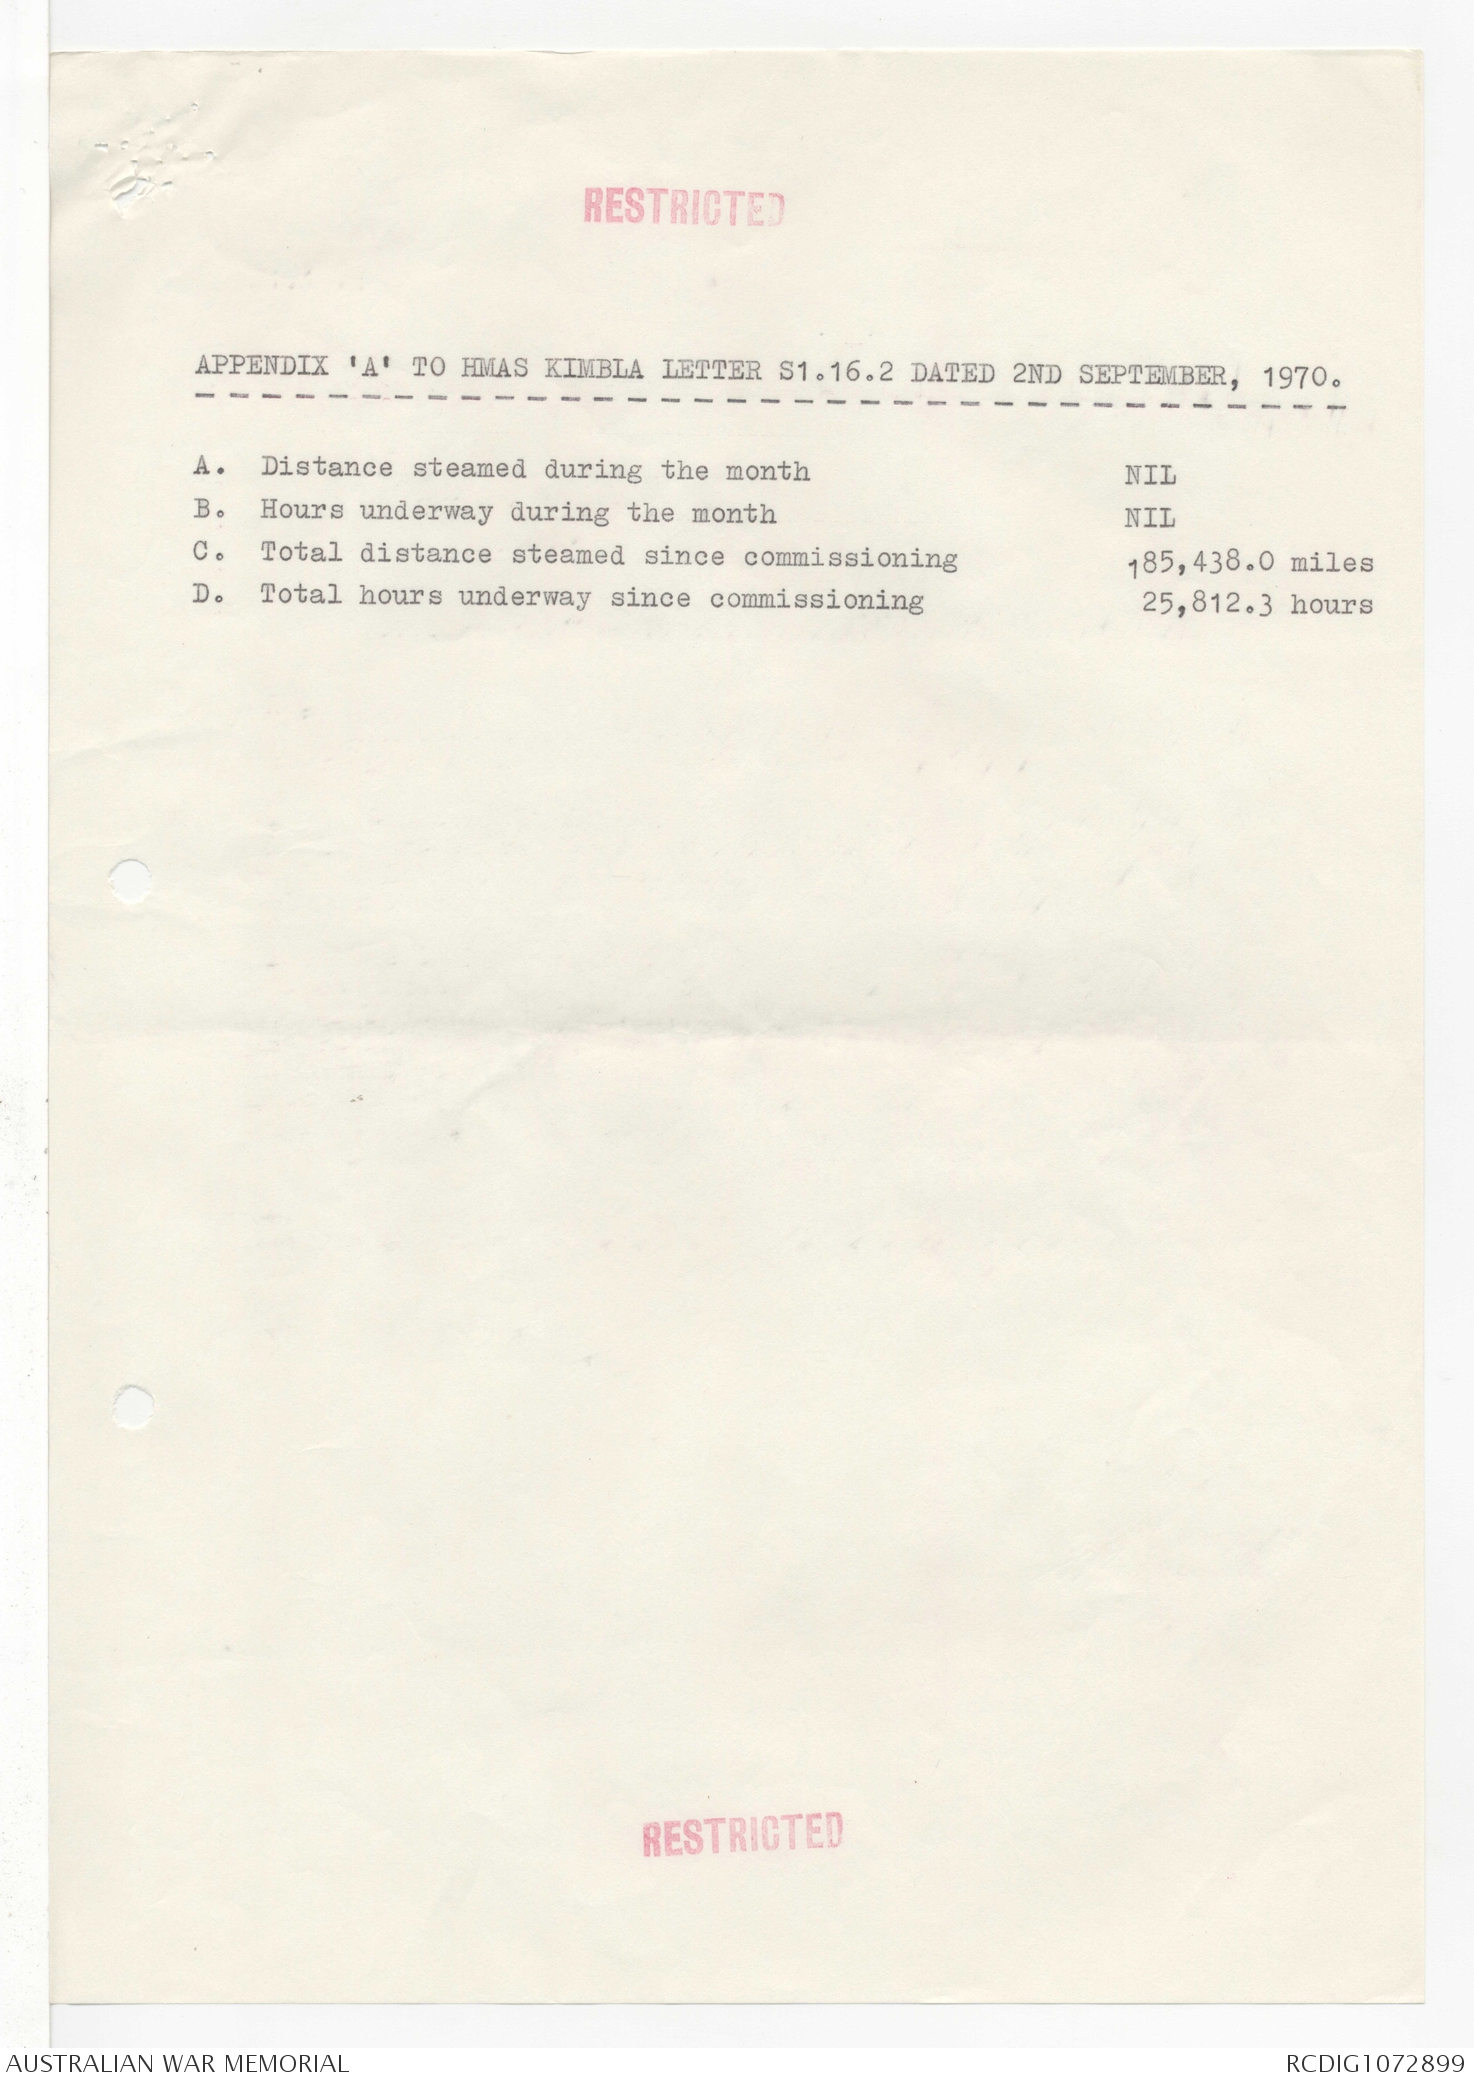 RESTRICTED
APPENDIX 'A' TO HMAS KIMBLA LETTER S1.16.2 DATED 2ND SEPTEMBER, 1970.
A. Distance steamed during the month NIL
B. Hours underway during the month NIL
C. Total distance steamed since commissioning 185,438.0 miles
D. Total hours underway since commissioning 25,812.3 hours
RESTRICTED
AUSTRALIAN WAR MEMORIAL RCDIG1072899